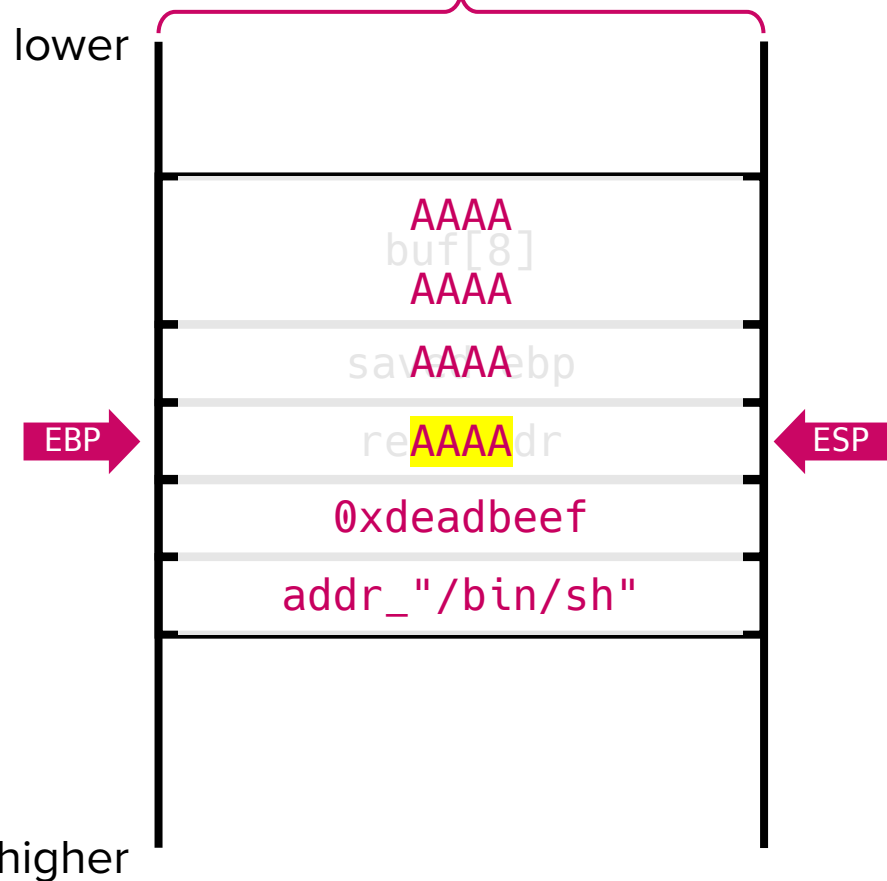 lower
AAAA
buf[8]
AAAA
AAAA
EBP
AAAA
ESP
0xdeadbeef
addr_"/bin/sh"
higher